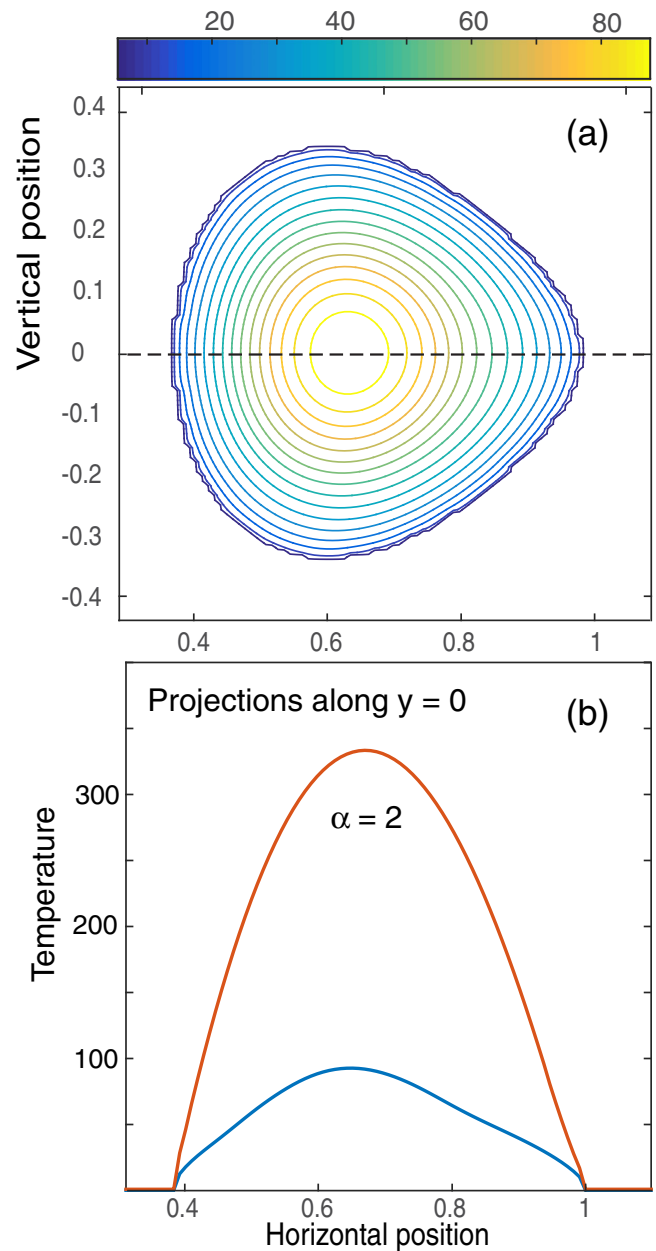 20 40 60 80
(a)
Vertical position
0.4
0.3
0.2
0.1
0
-0.1
-0.2
-0.3
-0.4
0.4 0.6 0.8 1
Projections along y = 0
(b)
Temperature
300
α = 2
200
100
0.4 0.6 0.8 1
Horizontal position